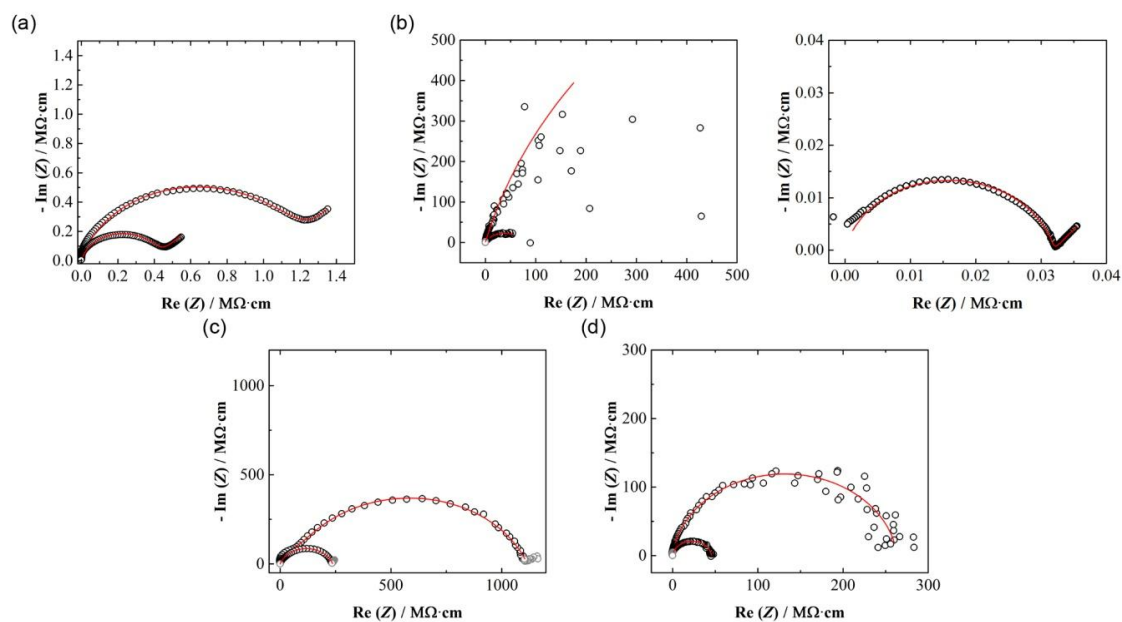 (a)
1.4
1.2
1.0
0.8
0.6
0.4
0.2
0.0
- Im (Z) / MΩ·cm
0.0 0.2 0.4 0.6 0.8 1.0 1.2 1.4
Re (Z) / MΩ·cm
(b)
500
400
300
200
100
0
- Im (Z) / MΩ·cm
0 100 200 300 400 500
Re (Z) / MΩ·cm
0.04
0.03
0.02
0.01
0.00
- Im (Z) / MΩ·cm
0.00 0.01 0.02 0.03 0.04
Re (Z) / MΩ·cm
(c)
1000
500
0
- Im (Z) / MΩ·cm
0 500 1000
Re (Z) / MΩ·cm
(d)
300
200
100
0
- Im (Z) / MΩ·cm
0 100 200 300
Re (Z) / MΩ·cm